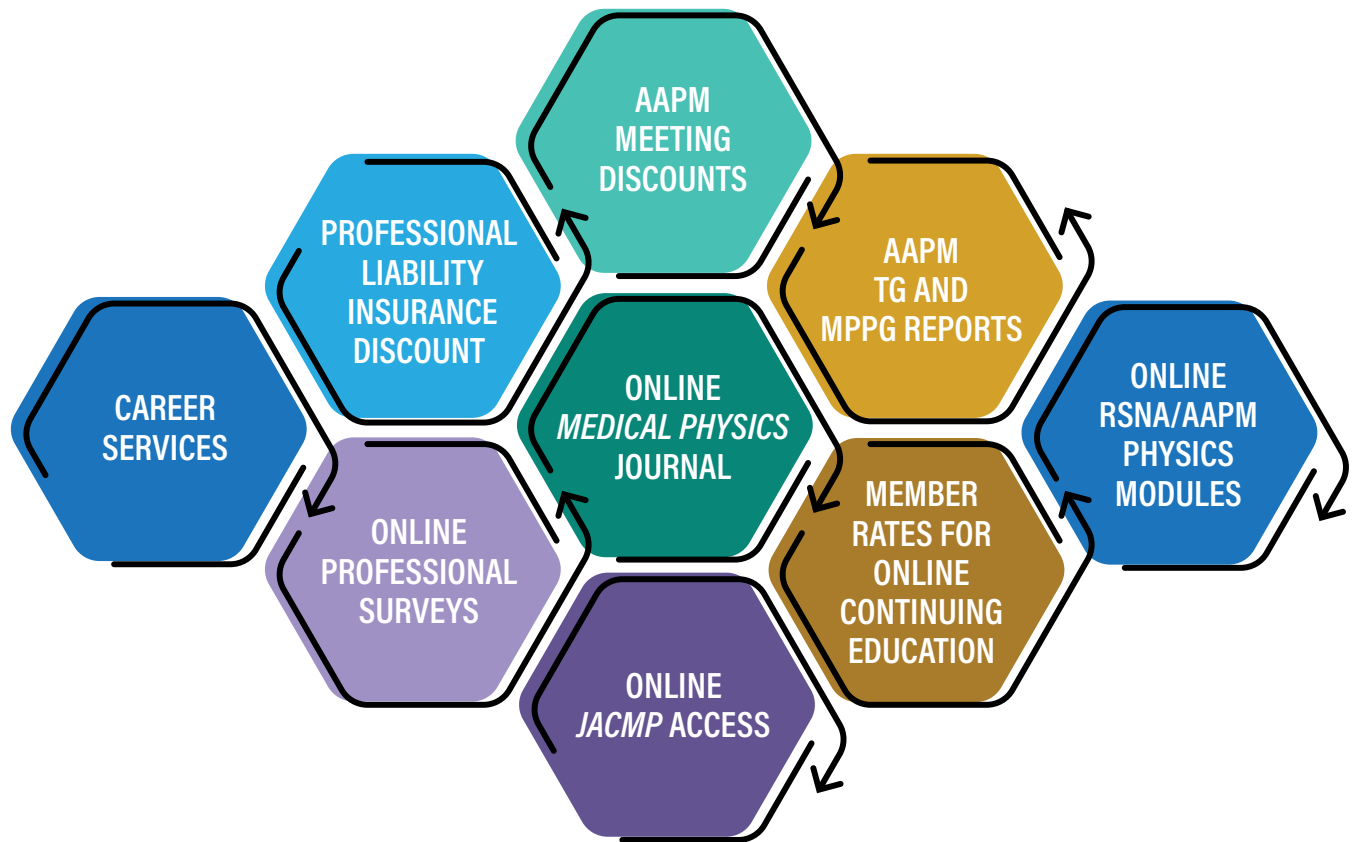 AAPM
MEETING
DISCOUNTS
PROFESSIONAL
LIABILITY
INSURANCE
DISCOUNT
AAPM
TG AND
MPPG REPORTS
CAREER
SERVICES
ONLINE
MEDICAL PHYSICS
JOURNAL
ONLINE
RSNA/AAPM
PHYSICS
MODULES
ONLINE
PROFESSIONAL
SURVEYS
MEMBER
RATES FOR
ONLINE
CONTINUING
EDUCATION
ONLINE
JACMP ACCESS